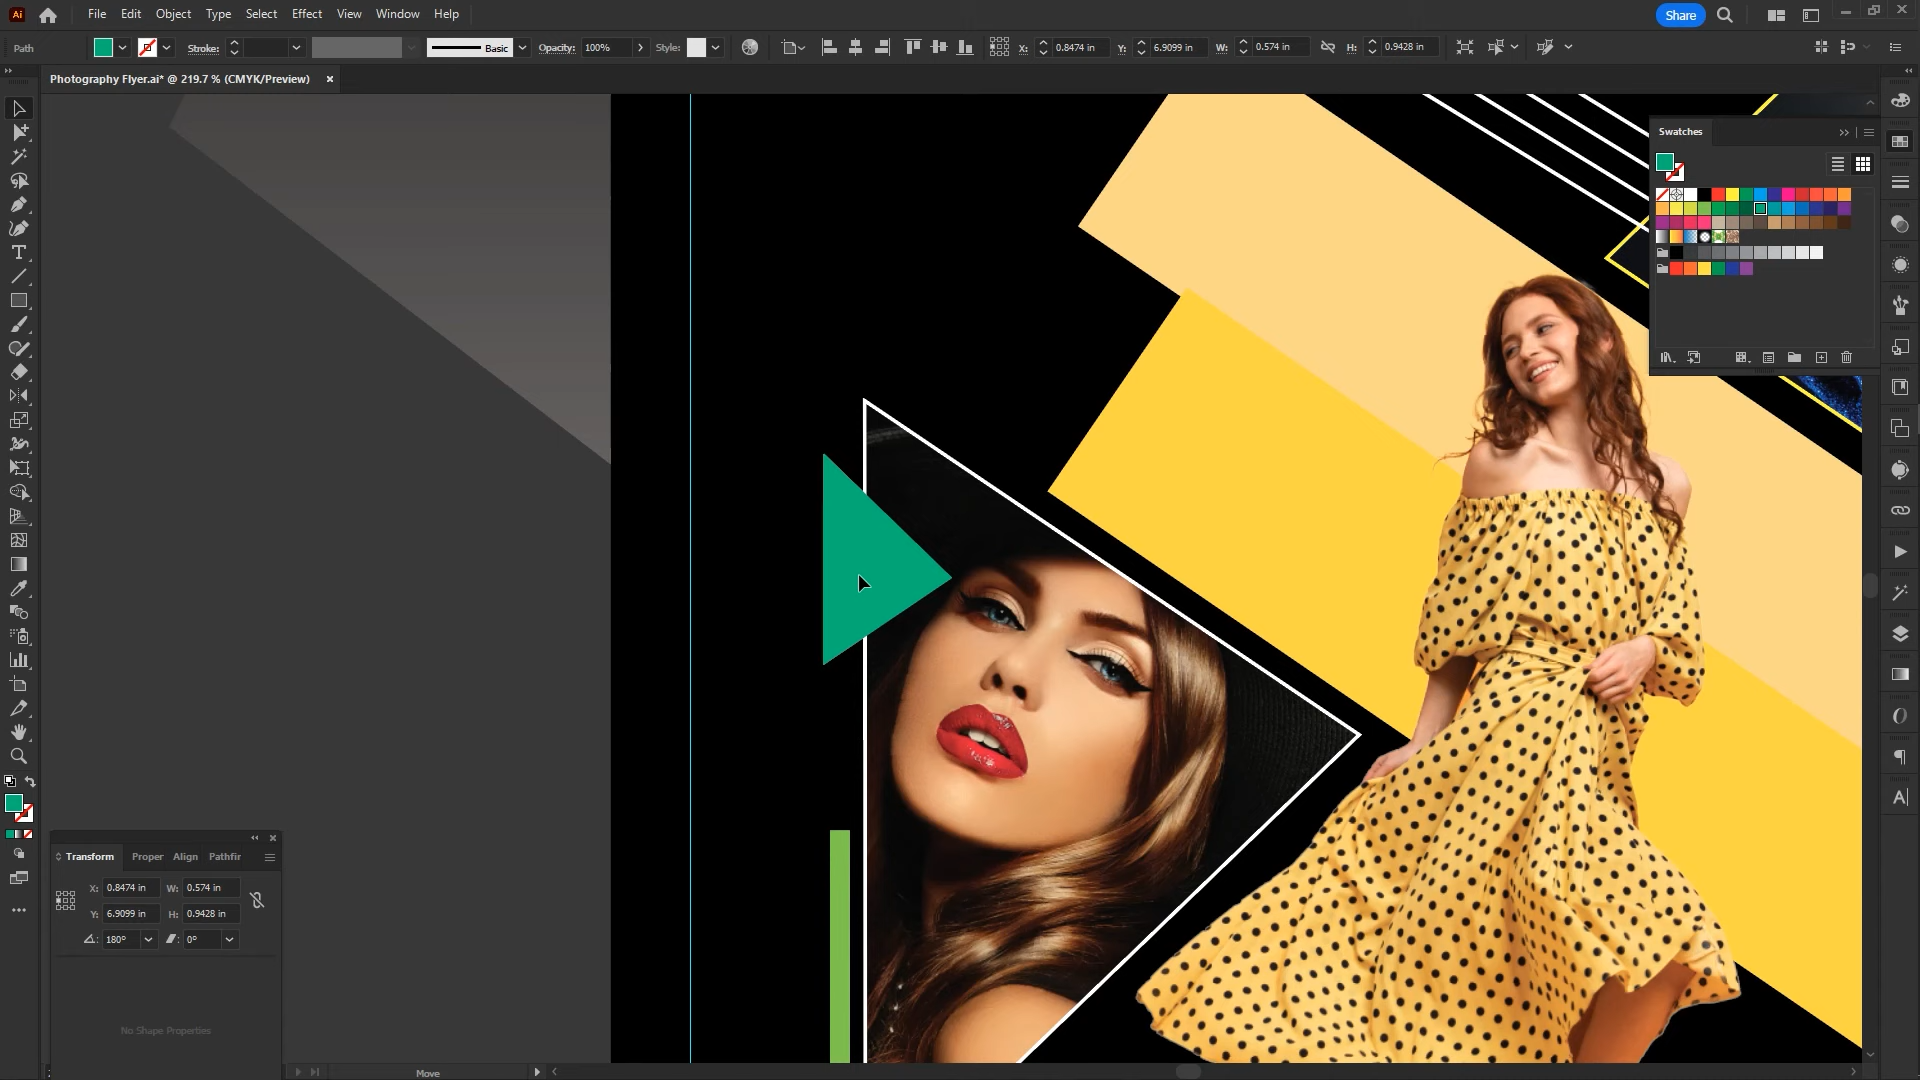 Ai File Edit Object Type Select Effect View Window Help Share
Path Stroke: Basic Opacity: 100% Style: X: 0.8474 in Y: 6.9099 in W: 0.574 in H: 0.9428 in
Photography Flyer.ai* @ 219.7 % (CMYK/Preview)
Swatches
Transform Proper Align Pathfir
X: 0.8474 in W: 0.574 in
Y: 6.9099 in H: 0.9428 in
180° 0°
No Shape Properties
Move